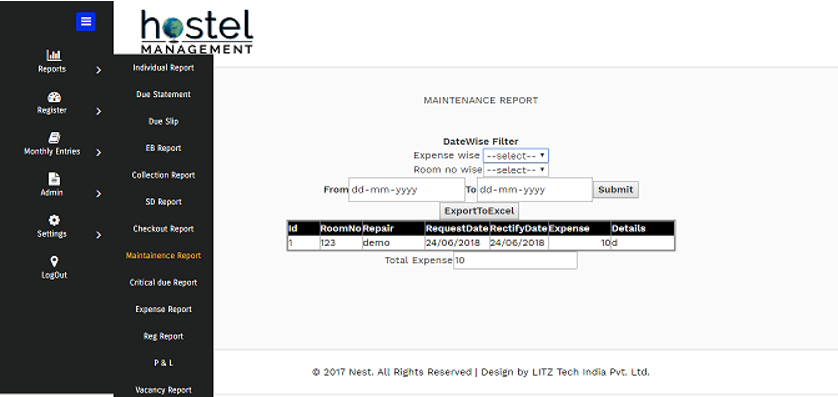 hostel
MANAGEMENT
Reports
Register
Monthly Entries
Admin
Settings
LogOut
Individual Report
Due Statement
Due Slip
EB Report
Collection Report
SD Report
Checkout Report
Maintainence Report
Critical due Report
Expense Report
Reg Report
P & L
Vacancy Report
MAINTENANCE REPORT
DateWise Filter
Expense wise --select--
Room no wise --select--
From dd-mm-yyyy To dd-mm-yyyy Submit
ExportToExcel
Id RoomNo Repair RequestDate RectifyDate Expense Details
1 123 demo 24/06/2018 24/06/2018 10 d
Total Expense 10
© 2017 Nest. All Rights Reserved | Design by LITZ Tech India Pvt. Ltd.